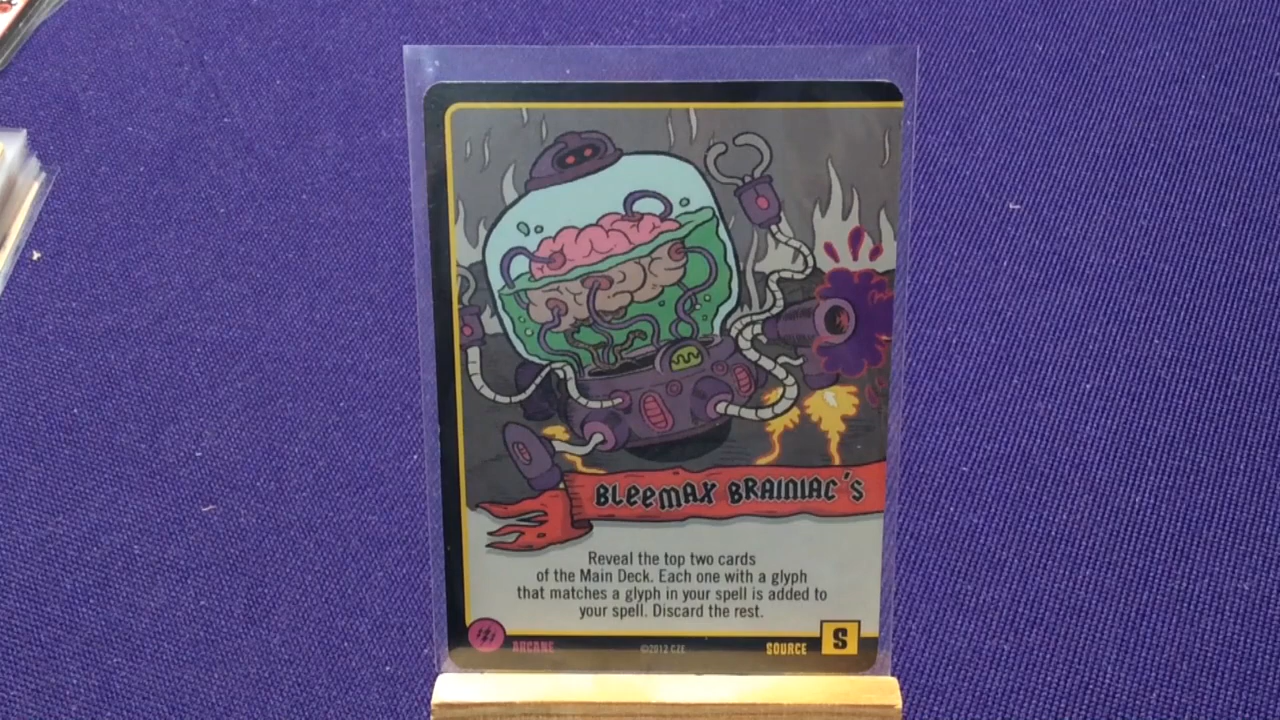 BLEEMAX BRAINIAC'S
Reveal the top two cards
of the Main Deck. Each one with a glyph
that matches a glyph in your spell is added to
your spell. Discard the rest.
ARCANE ©2012 CZE SOURCE S